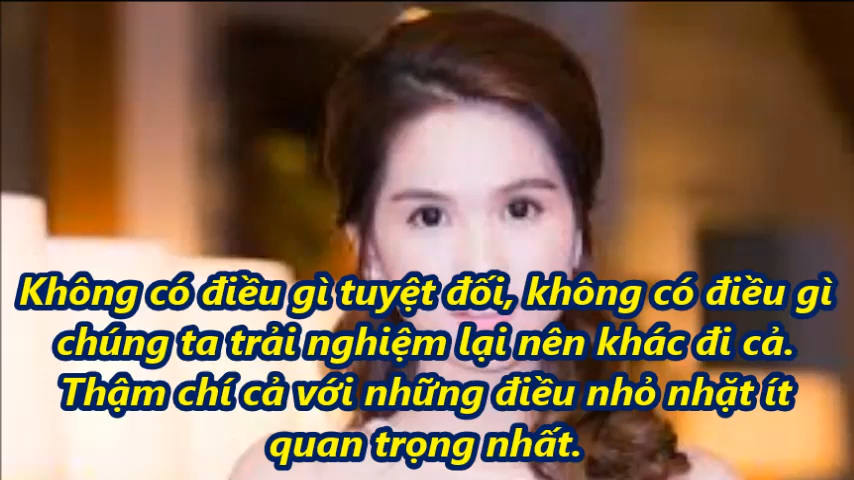 Không có điều gì tuyệt đối, không có điều gì
chúng ta trải nghiệm lại nên khác đi cả.
Thậm chí cả với những điều nhỏ nhặt ít
quan trọng nhất.